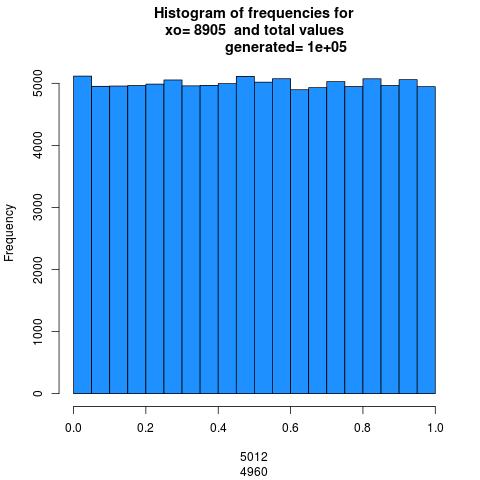 Histogram of frequencies for
xo= 8905  and total values
generated= 1e+05
Frequency
5000
4000
3000
2000
1000
0
0.0 0.2 0.4 0.6 0.8 1.0
5012
4960